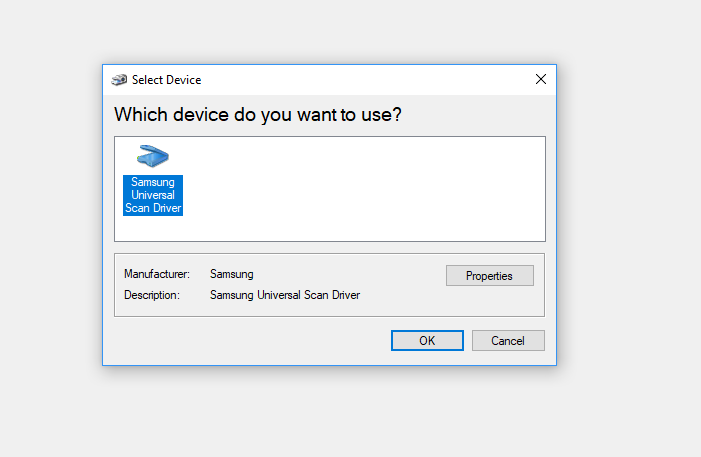 Select Device
Which device do you want to use?
Samsung
Universal
Scan Driver
Manufacturer: Samsung
Properties
Description: Samsung Universal Scan Driver
OK
Cancel